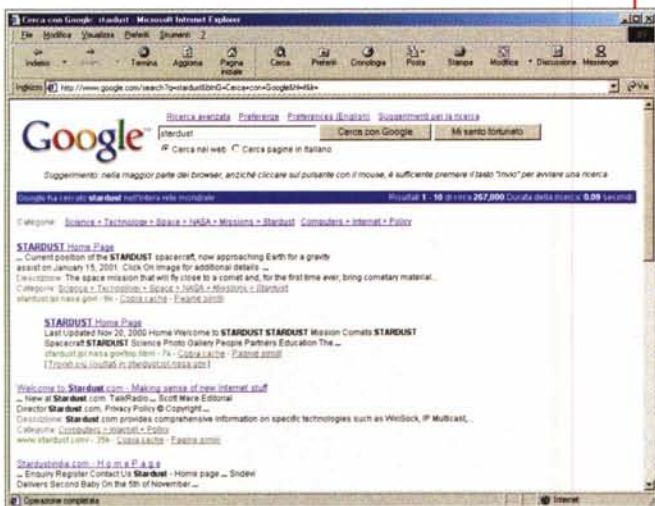 Cerca con Google: stardust - Microsoft Internet Explorer
File Modifica Visualizza Preferiti Strumenti ?
Indietro Termina Aggiorna Pagina iniziale Cerca Preferiti Cronologia Posta Stampa Modifica Discussione Messenger
Indirizzo http://www.google.com/search?q=stardust&btnG=Cerca+con+Google&hl=it&lr= Vai
Ricerca avanzata Preferenze Preferences (English) Suggerimenti per la ricerca
Google
stardust Cerca con Google Mi sento fortunato
Cerca nel web Cerca pagine in Italiano
Suggerimento: nella maggior parte dei browser, anziché cliccare sul pulsante con il mouse, è sufficiente premere il tasto "Invio" per avviare una ricerca.
Google ha cercato stardust nell'intera rete mondiale Risultati 1 - 10 di circa 267,000. Durata della ricerca: 0.09 secondi
Categorie: Science > Technology > Space > NASA > Missions > Stardust Computers > Internet > Policy
STARDUST Home Page
... Current position of the STARDUST spacecraft, now approaching Earth for a gravity
assist on January 15, 2001. Click On Image for additional details ...
Descrizione: The space mission that will fly close to a comet and, for the first time ever, bring cometary material...
Categoria: Science > Technology > Space > NASA > Missions > Stardust
stardust.jpl.nasa.gov/ - 9k - Copia cache - Pagine simili
STARDUST Home Page
Last Updated Nov 20, 2000 Home Welcome to STARDUST STARDUST Mission Comets STARDUST
Spacecraft STARDUST Science Photo Gallery People Partners Education The ...
stardust.jpl.nasa.gov/top.html - 7k - Copia cache - Pagine simili
[Trovati più risultati in stardust.jpl.nasa.gov]
Welcome to Stardust.com - Making sense of new Internet stuff
... New at Stardust.com. TalkRadio ... Scott Mace Editorial
Director Stardust.com, Privacy Policy © Copyright ...
Descrizione: Stardust.com provides comprehensive information on specific technologies such as WinSock, IP Multicast,...
Categoria: Computers > Internet > Policy
www.stardust.com/ - 35k - Copia cache - Pagine simili
Stardustindia.com - H o m e P a g e
... Enquiry Register Contact Us Stardust - Home page ... Sridevi
Delivers Second Baby On the 5th of November ...
Operazione completata Internet